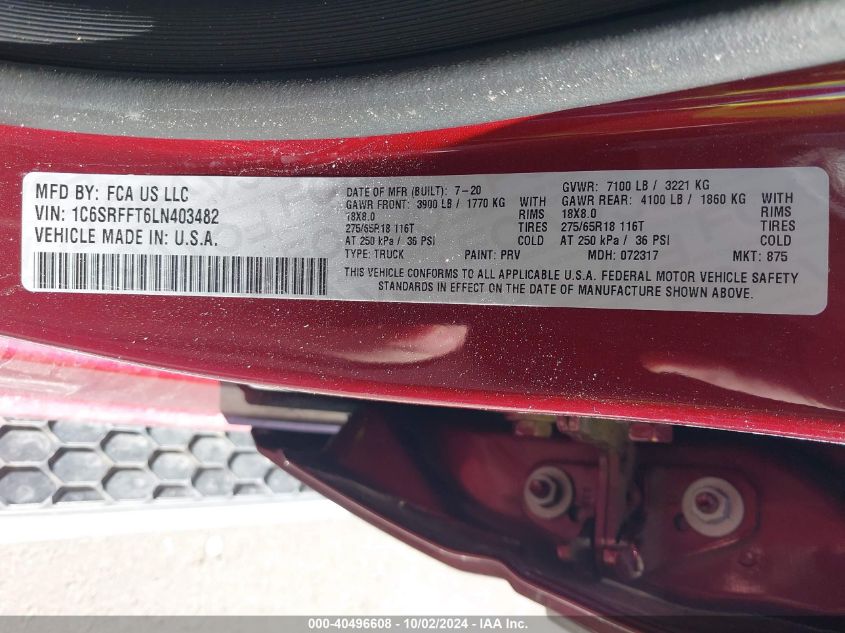 MFD BY: FCA US LLC
VIN: 1C6SRFFT6LN403482
VEHICLE MADE IN: U.S.A.
DATE OF MFR (BUILT): 7-20 GVWR: 7100 LB / 3221 KG
GAWR FRONT: 3900 LB / 1770 KG GAWR REAR: 4100 LB / 1860 KG
18X8.0 RIMS 18X8.0 RIMS
275/65R18 116T TIRES 275/65R18 116T TIRES
AT 250 kPa / 36 PSI COLD AT 250 kPa / 36 PSI COLD
TYPE: TRUCK PAINT: PRV MDH: 072317 MKT: 875
THIS VEHICLE CONFORMS TO ALL APPLICABLE U.S.A. FEDERAL MOTOR VEHICLE SAFETY
STANDARDS IN EFFECT ON THE DATE OF MANUFACTURE SHOWN ABOVE.
000-40496608 - 10/02/2024 - IAA Inc.